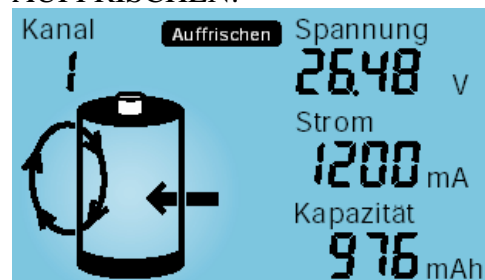 AUFFRISCHEN.
Kanal Auffrischen Spannung
1 26.48 V
Strom
1200 mA
Kapazität
976 mAh